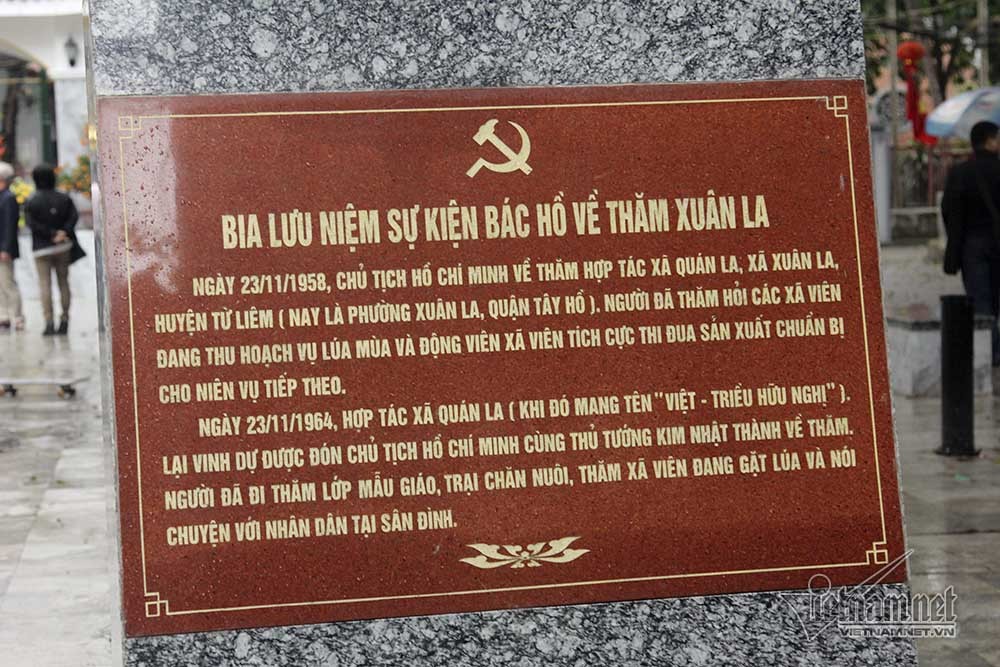 BIA LƯU NIỆM SỰ KIỆN BÁC HỒ VỀ THĂM XUÂN LA
NGÀY 23/11/1958, CHỦ TỊCH HỒ CHÍ MINH VỀ THĂM HỢP TÁC XÃ QUÁN LA, XÃ XUÂN LA,
HUYỆN TỪ LIÊM ( NAY LÀ PHƯỜNG XUÂN LA, QUẬN TÂY HỒ ). NGƯỜI ĐÃ THĂM HỎI CÁC XÃ VIÊN
ĐANG THU HOẠCH VỤ LÚA MÙA VÀ ĐỘNG VIÊN XÃ VIÊN TÍCH CỰC THI ĐUA SẢN XUẤT CHUẨN BỊ
CHO NIÊN VỤ TIẾP THEO.
NGÀY 23/11/1964, HỢP TÁC XÃ QUÁN LA ( KHI ĐÓ MANG TÊN "VIỆT - TRIỀU HỮU NGHỊ" ).
LẠI VINH DỰ ĐƯỢC ĐÓN CHỦ TỊCH HỒ CHÍ MINH CÙNG THỦ TƯỚNG KIM NHẬT THÀNH VỀ THĂM.
NGƯỜI ĐÃ ĐI THĂM LỚP MẪU GIÁO, TRẠI CHĂN NUÔI, THĂM XÃ VIÊN ĐANG GẶT LÚA VÀ NÓI
CHUYỆN VỚI NHÂN DÂN TẠI SÂN ĐÌNH.
vietnamnet
VIETNAMNET.VN